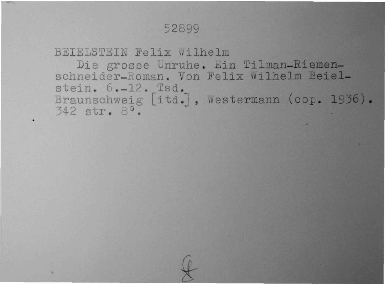 52899
BEIELSTEIN Felix Wilhelm
Die grosse Unruhe. Ein Tilman-Riemen-
schneider-Roman. Von Felix Wilhelm Beiel-
stein. 6.-12. Tsd.
Braunschweig [itd.], Westermann (cop. 1936).
342 str. 8°.